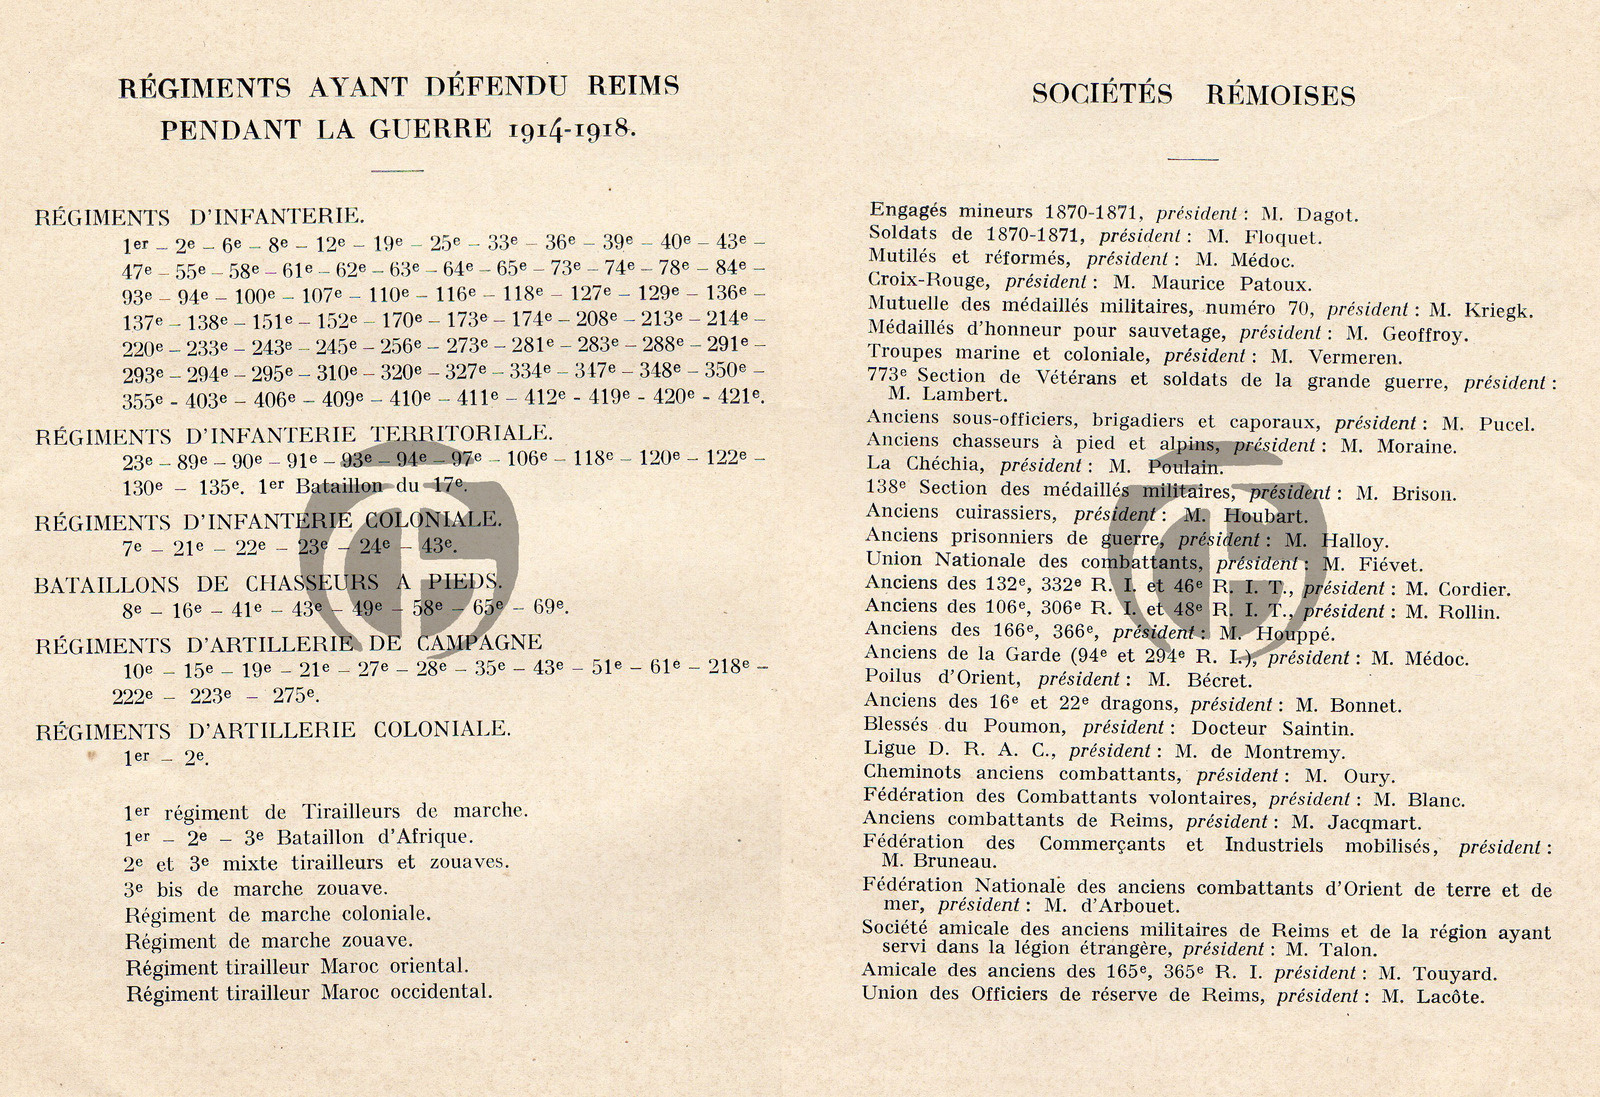 RÉGIMENTS AYANT DÉFENDU REIMS
PENDANT LA GUERRE 1914-1918.
RÉGIMENTS D'INFANTERIE.
1er – 2e – 6e – 8e – 12e – 19e – 25e – 33e – 36e – 39e – 40e – 43e –
47e – 55e – 58e – 61e – 62e – 63e – 64e – 65e – 73e – 74e – 78e – 84e –
93e – 94e – 100e – 107e – 110e – 116e – 118e – 127e – 129e – 136e –
137e – 138e – 151e – 152e – 170e – 173e – 174e – 208e – 213e – 214e –
220e – 233e – 243e – 245e – 256e – 273e – 281e – 283e – 288e – 291e –
293e – 294e – 295e – 310e – 320e – 327e – 334e – 347e – 348e – 350e –
355e - 403e – 406e – 409e – 410e – 411e – 412e - 419e - 420e - 421e.
RÉGIMENTS D'INFANTERIE TERRITORIALE.
23e – 89e – 90e – 91e – 93e – 94e – 97e – 106e – 118e – 120e – 122e –
130e – 135e. 1er Bataillon du 17e.
RÉGIMENTS D'INFANTERIE COLONIALE.
7e – 21e – 22e – 23e – 24e – 43e.
BATAILLONS DE CHASSEURS A PIEDS.
8e – 16e – 41e – 43e – 49e – 58e – 65e – 69e.
RÉGIMENTS D'ARTILLERIE DE CAMPAGNE
10e – 15e – 19e – 21e – 27e – 28e – 35e – 43e – 51e – 61e – 218e –
222e – 223e – 275e.
RÉGIMENTS D'ARTILLERIE COLONIALE.
1er – 2e.
1er régiment de Tirailleurs de marche.
1er – 2e – 3e Bataillon d'Afrique.
2e et 3e mixte tirailleurs et zouaves.
3e bis de marche zouave.
Régiment de marche coloniale.
Régiment de marche zouave.
Régiment tirailleur Maroc oriental.
Régiment tirailleur Maroc occidental.
SOCIÉTÉS RÉMOISES
Engagés mineurs 1870-1871, président : M. Dagot.
Soldats de 1870-1871, président : M. Floquet.
Mutilés et réformés, président : M. Médoc.
Croix-Rouge, président : M. Maurice Patoux.
Mutuelle des médaillés militaires, numéro 70, président : M. Kriegk.
Médaillés d'honneur pour sauvetage, président : M. Geoffroy.
Troupes marine et coloniale, président : M. Vermeren.
773e Section de Vétérans et soldats de la grande guerre, président :
M. Lambert.
Anciens sous-officiers, brigadiers et caporaux, président : M. Pucel.
Anciens chasseurs à pied et alpins, président : M. Moraine.
La Chéchia, président : M. Poulain.
138e Section des médaillés militaires, président : M. Brison.
Anciens cuirassiers, président : M. Houbart.
Anciens prisonniers de guerre, président : M. Halloy.
Union Nationale des combattants, président : M. Fiévet.
Anciens des 132e, 332e R. I. et 46e R. I. T., président : M. Cordier.
Anciens des 106e, 306e R. I. et 48e R. I. T., président : M. Rollin.
Anciens des 166e, 366e, président : M. Houppé.
Anciens de la Garde (94e et 294e R. I.), président : M. Médoc.
Poilus d'Orient, président : M. Bécret.
Anciens des 16e et 22e dragons, président : M. Bonnet.
Blessés du Poumon, président : Docteur Saintin.
Ligue D. R. A. C., président : M. de Montremy.
Cheminots anciens combattants, président : M. Oury.
Fédération des Combattants volontaires, président : M. Blanc.
Anciens combattants de Reims, président : M. Jacqmart.
Fédération des Commerçants et Industriels mobilisés, président :
M. Bruneau.
Fédération Nationale des anciens combattants d'Orient de terre et de
mer, président : M. d'Arbouet.
Société amicale des anciens militaires de Reims et de la région ayant
servi dans la légion étrangère, président : M. Talon.
Amicale des anciens des 165e, 365e R. I. président : M. Touyard.
Union des Officiers de réserve de Reims, président : M. Lacôte.